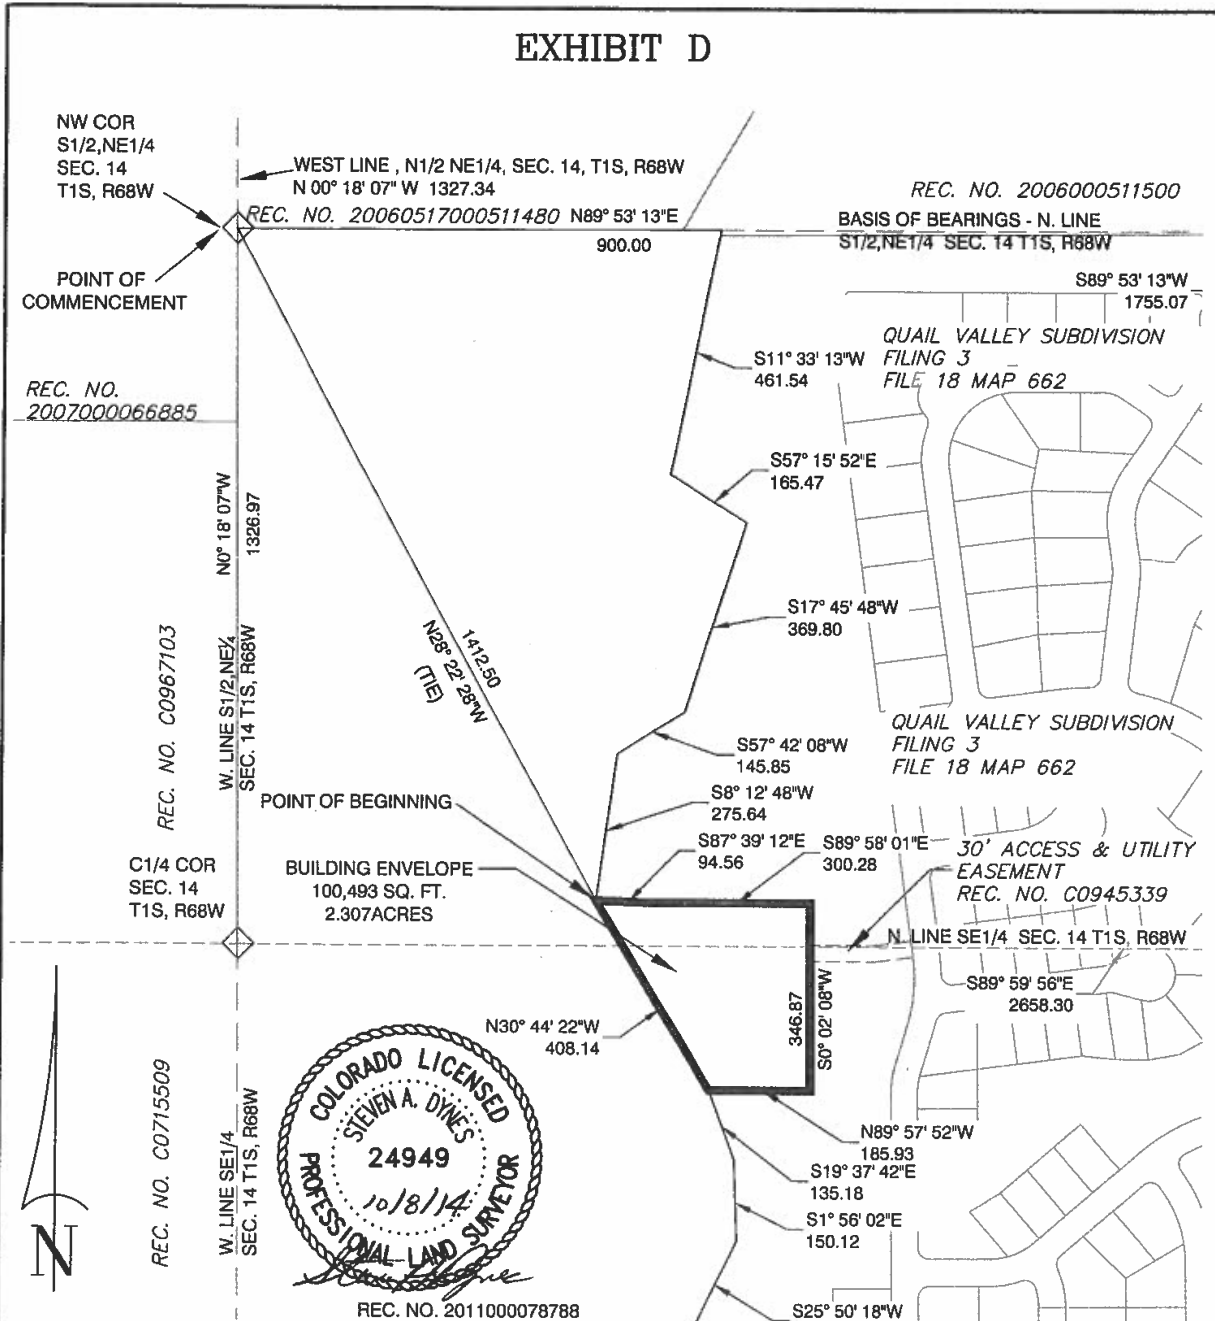 EXHIBIT D
NW COR
S1/2,NE1/4
SEC. 14
T1S, R68W
WEST LINE , N1/2 NE1/4, SEC. 14, T1S, R68W
N 00° 18' 07" W 1327.34
REC. NO. 20060517000511480 N89° 53' 13"E
900.00
REC. NO. 2006000511500
BASIS OF BEARINGS - N. LINE
S1/2,NE1/4 SEC. 14 T1S, R68W
POINT OF
COMMENCEMENT
S89° 53' 13"W
1755.07
QUAIL VALLEY SUBDIVISION
FILING 3
FILE 18 MAP 662
S11° 33' 13"W
461.54
REC. NO.
2007000066885
S57° 15' 52"E
165.47
N0° 18' 07"W
1326.97
S17° 45' 48"W
369.80
1412.50
N28° 22' 28"W
(TIE)
REC. NO. C0967103
W. LINE S1/2,NE1/4
SEC. 14 T1S, R68W
QUAIL VALLEY SUBDIVISION
FILING 3
FILE 18 MAP 662
S57° 42' 08"W
145.85
S8° 12' 48"W
275.64
POINT OF BEGINNING
S87° 39' 12"E
94.56
S89° 58' 01"E
300.28
30' ACCESS & UTILITY
EASEMENT
REC. NO. C0945339
C1/4 COR
SEC. 14
T1S, R68W
BUILDING ENVELOPE
100,493 SQ. FT.
2.307ACRES
N LINE SE1/4 SEC. 14 T1S, R68W
S89° 59' 56"E
2658.30
346.87
S0° 02' 08"W
N30° 44' 22"W
408.14
COLORADO LICENSED
STEVEN A. DYNES
24949
10/8/14
PROFESSIONAL LAND SURVEYOR
REC. NO. C0715509
W. LINE SE1/4
SEC. 14 T1S, R68W
N89° 57' 52"W
185.93
S19° 37' 42"E
135.18
S1° 56' 02"E
150.12
N
REC. NO. 2011000078788
S25° 50' 18"W